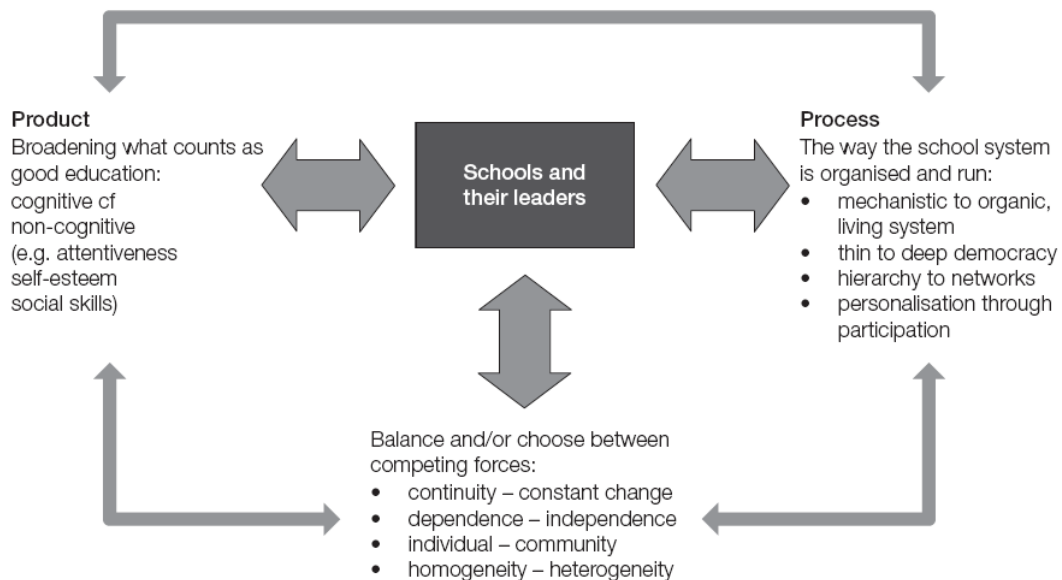 Product
Broadening what counts as
good education:
cognitive cf
non-cognitive
(e.g. attentiveness
self-esteem
social skills)
Schools and
their leaders
Process
The way the school system
is organised and run:
• mechanistic to organic,
living system
• thin to deep democracy
• hierarchy to networks
• personalisation through
participation
Balance and/or choose between
competing forces:
• continuity – constant change
• dependence – independence
• individual – community
• homogeneity – heterogeneity